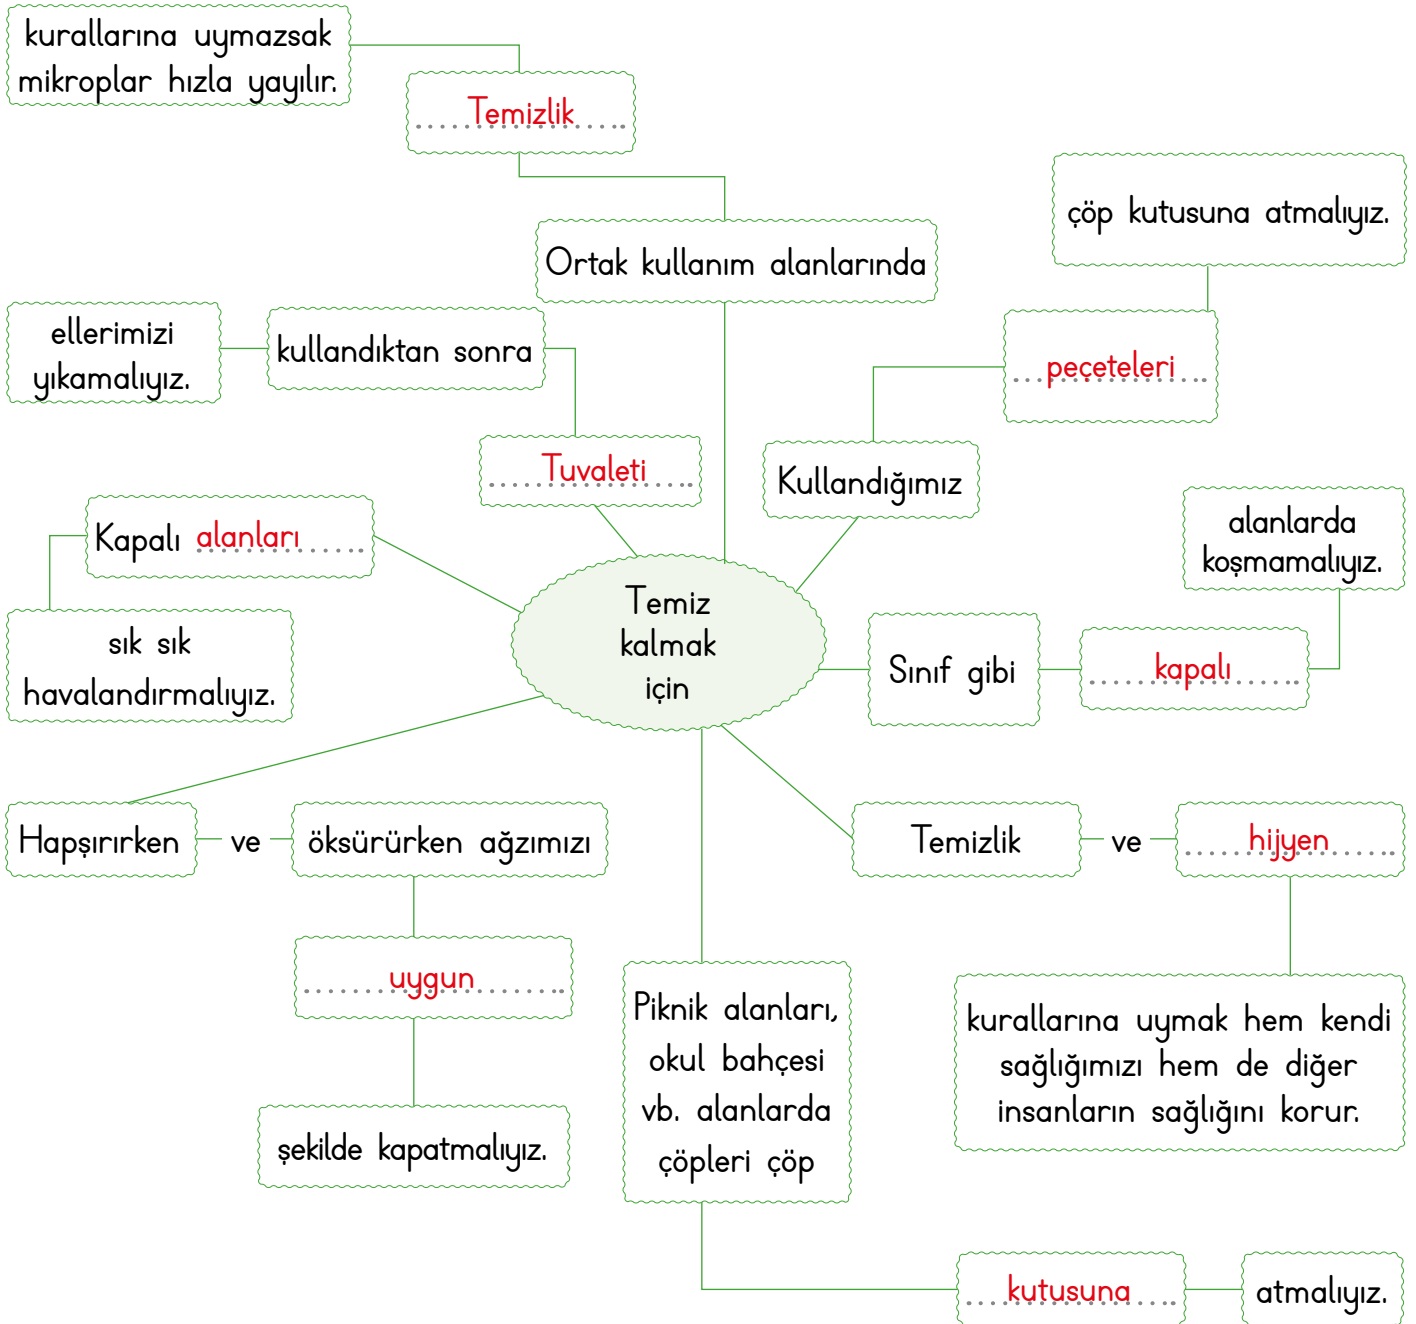 kurallarına uymazsak
mikroplar hızla yayılır.
Temizlik
çöp kutusuna atmalıyız.
Ortak kullanım alanlarında
ellerimizi
yıkamalıyız.
kullandıktan sonra
peçeteleri
Tuvaleti
Kullandığımız
Kapalı alanları
alanlarda
koşmamalıyız.
sık sık
havalandırmalıyız.
Temiz
kalmak
için
Sınıf gibi
kapalı
Hapşırırken ve öksürürken ağzımızı
Temizlik ve hijyen
uygun
şekilde kapatmalıyız.
Piknik alanları,
okul bahçesi
vb. alanlarda
çöpleri çöp
kurallarına uymak hem kendi
sağlığımızı hem de diğer
insanların sağlığını korur.
kutusuna
atmalıyız.